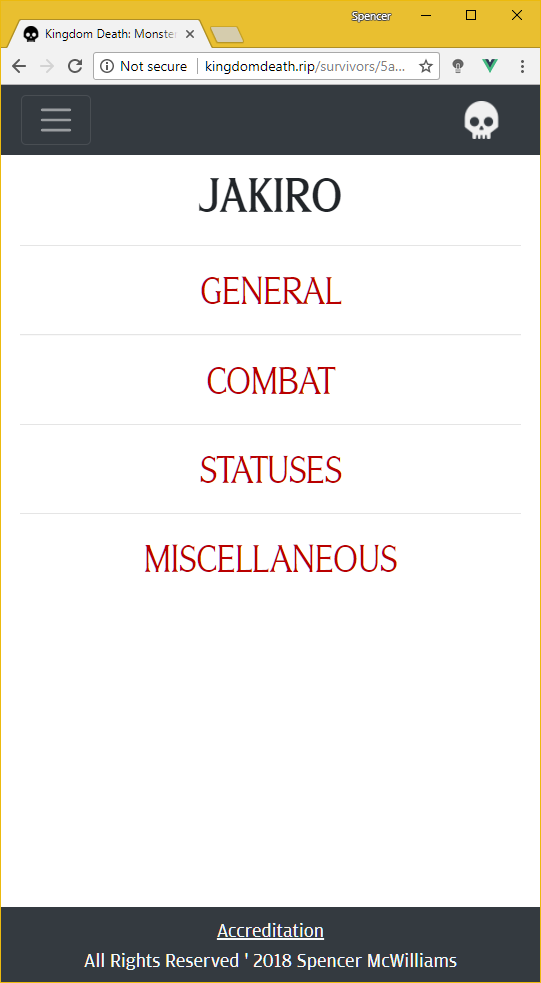 Spencer
Kingdom Death: Monster
Not secure kingdomdeath.rip/survivors/5a...
JAKIRO
GENERAL
COMBAT
STATUSES
MISCELLANEOUS
Accreditation
All Rights Reserved ' 2018 Spencer McWilliams